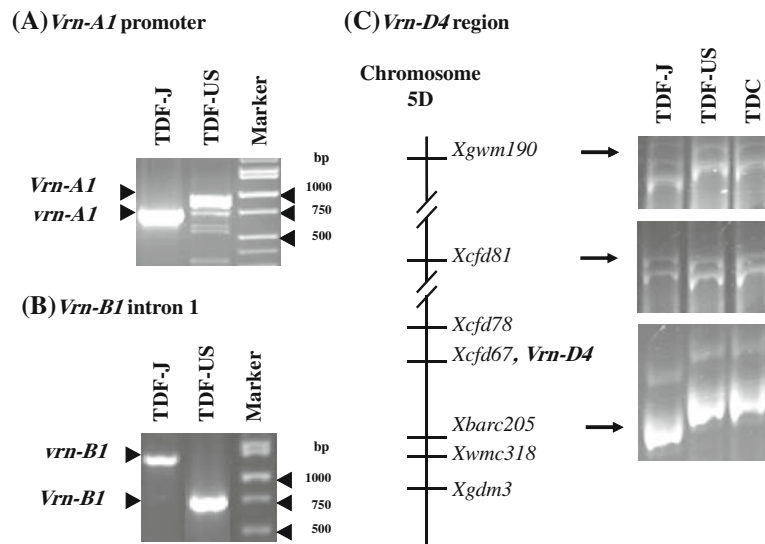 (A) Vrn-A1 promoter
TDF-J
TDF-US
Marker
bp
Vrn-A1
vrn-A1
1000
750
500
(B) Vrn-B1 intron 1
TDF-J
TDF-US
Marker
bp
vrn-B1
Vrn-B1
1000
750
500
(C) Vrn-D4 region
Chromosome
5D
TDF-J
TDF-US
TDC
Xgwm190
Xcfd81
Xcfd78
Xcfd67, Vrn-D4
Xbarc205
Xwmc318
Xgdm3